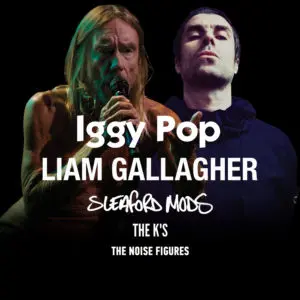 Iggy Pop
LIAM GALLAGHER
SLEAFORD MODS
THE K'S
THE NOISE FIGURES